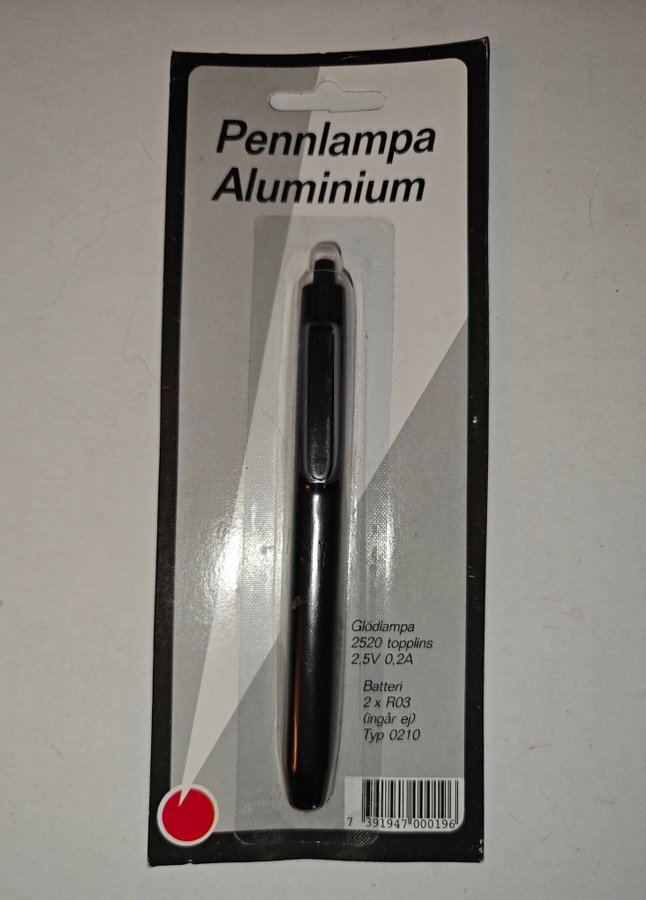 Pennlampa
Aluminium
Glödlampa
2520 topplins
2,5V 0,2A
Batteri
2 x R03
(ingår ej)
Typ 0210
7 391947 000196